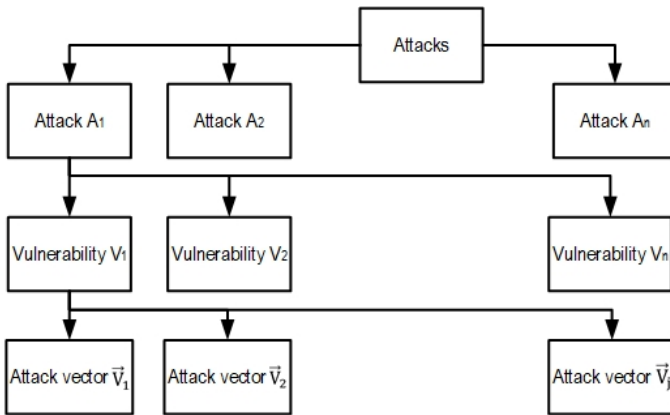 Attacks
Attack A₁
Attack A₂
Attack Aₙ
Vulnerability V₁
Vulnerability V₂
Vulnerability Vₙ
Attack vector V⃗₁
Attack vector V⃗₂
Attack vector V⃗ⱼ